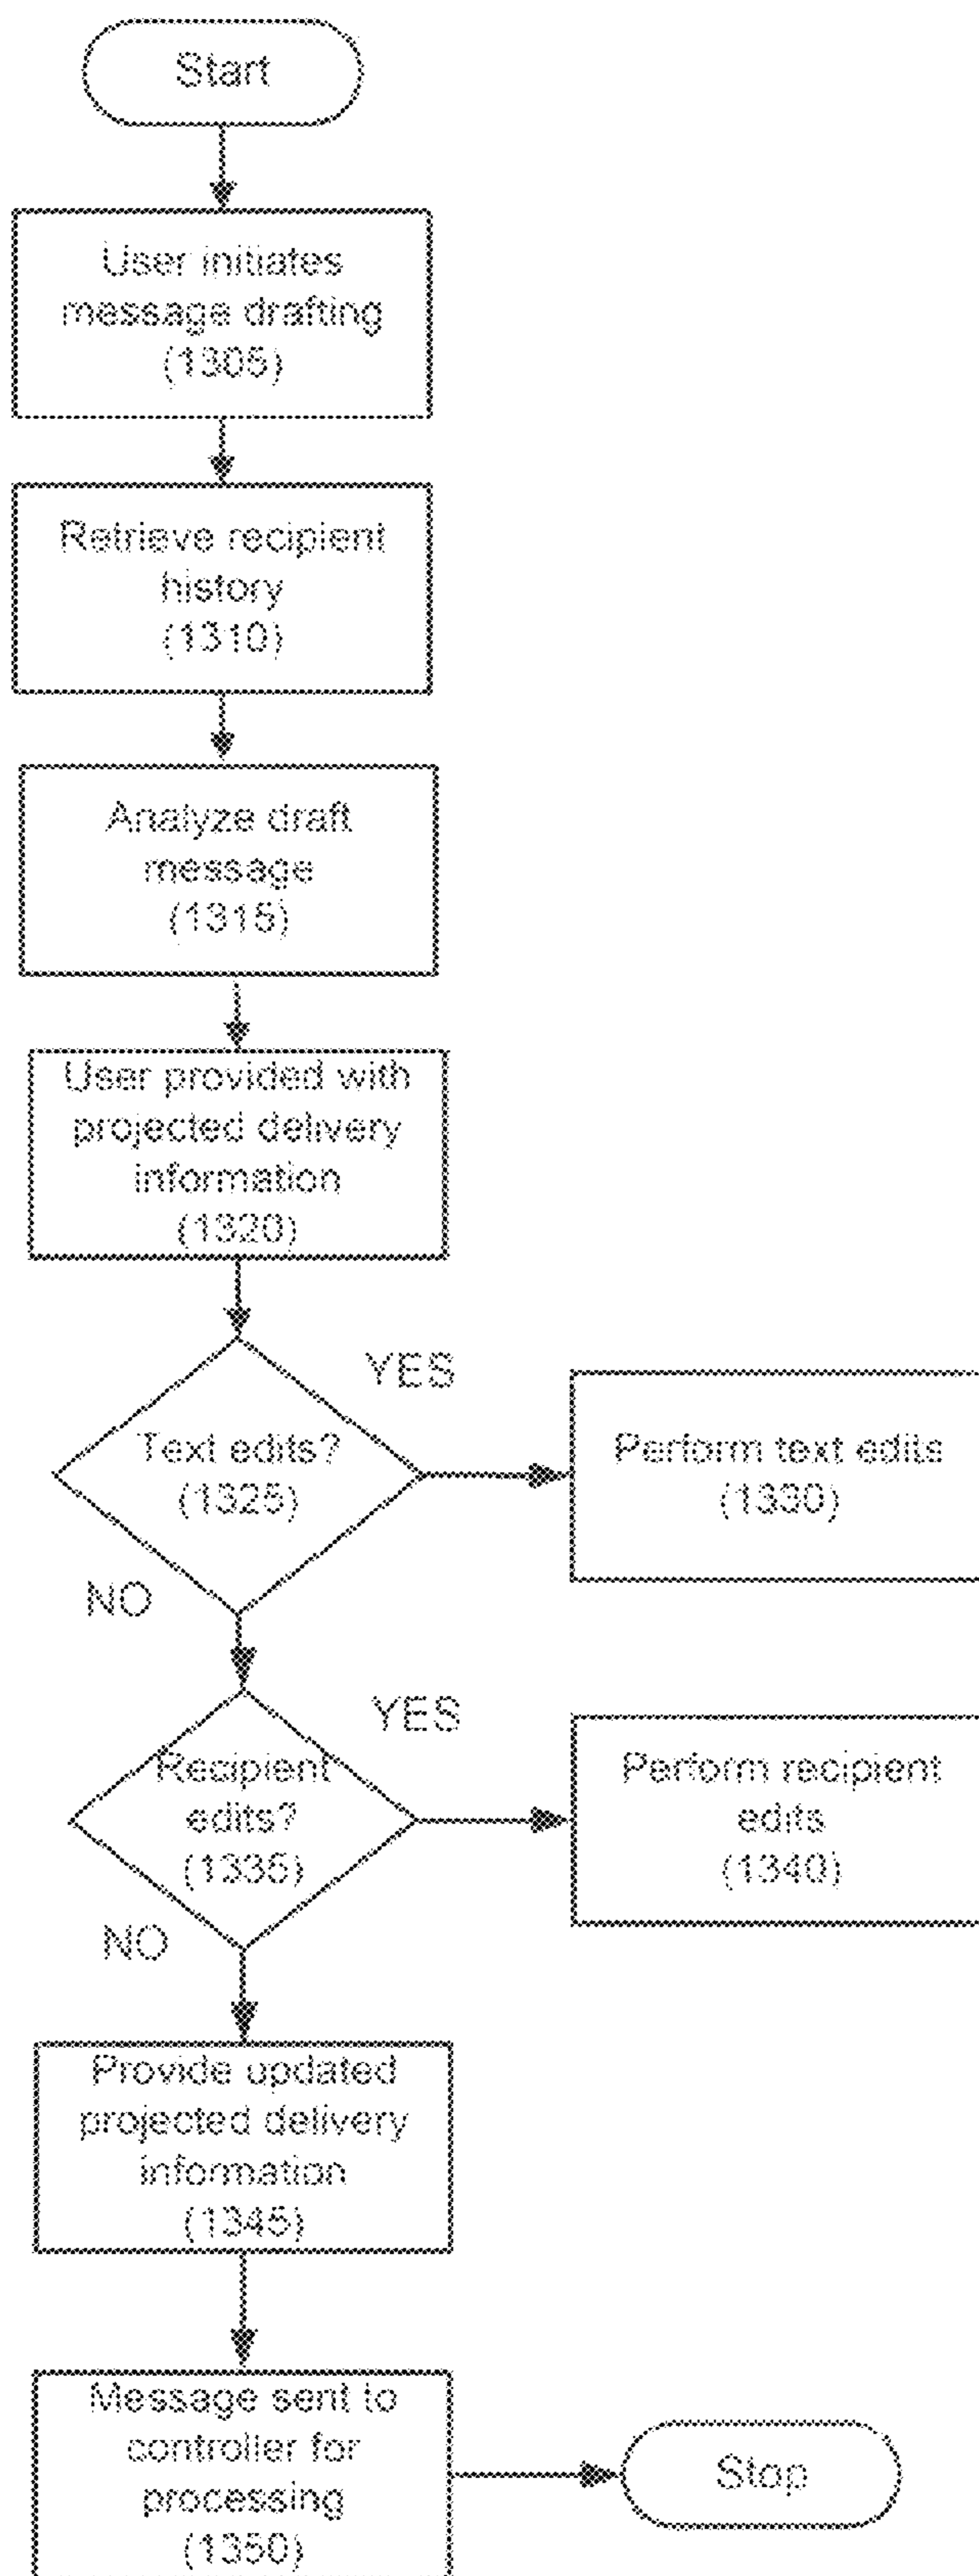 Start
User initiates
message drafting
(1305)
Retrieve recipient
history
(1310)
Analyze draft
message
(1315)
User provided with
projected delivery
information
(1320)
YES
Text edits?
(1325)
Perform text edits
(1330)
NO
YES
Recipient
edits?
(1335)
Perform recipient
edits
(1340)
NO
Provide updated
projected delivery
information
(1345)
Message sent to
controller for
processing
(1350)
Stop